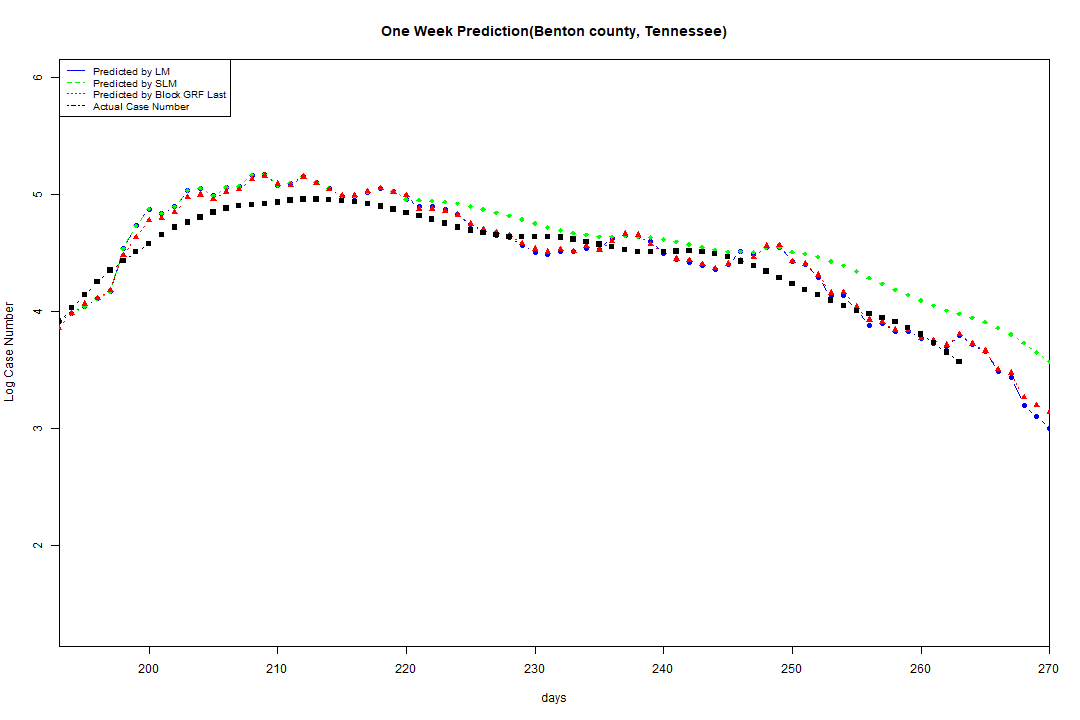 One Week Prediction(Benton county, Tennessee)
Predicted by LM
Predicted by SLM
Predicted by Block GRF Last
Actual Case Number
6
5
4
3
2
Log Case Number
200 210 220 230 240 250 260 270
days